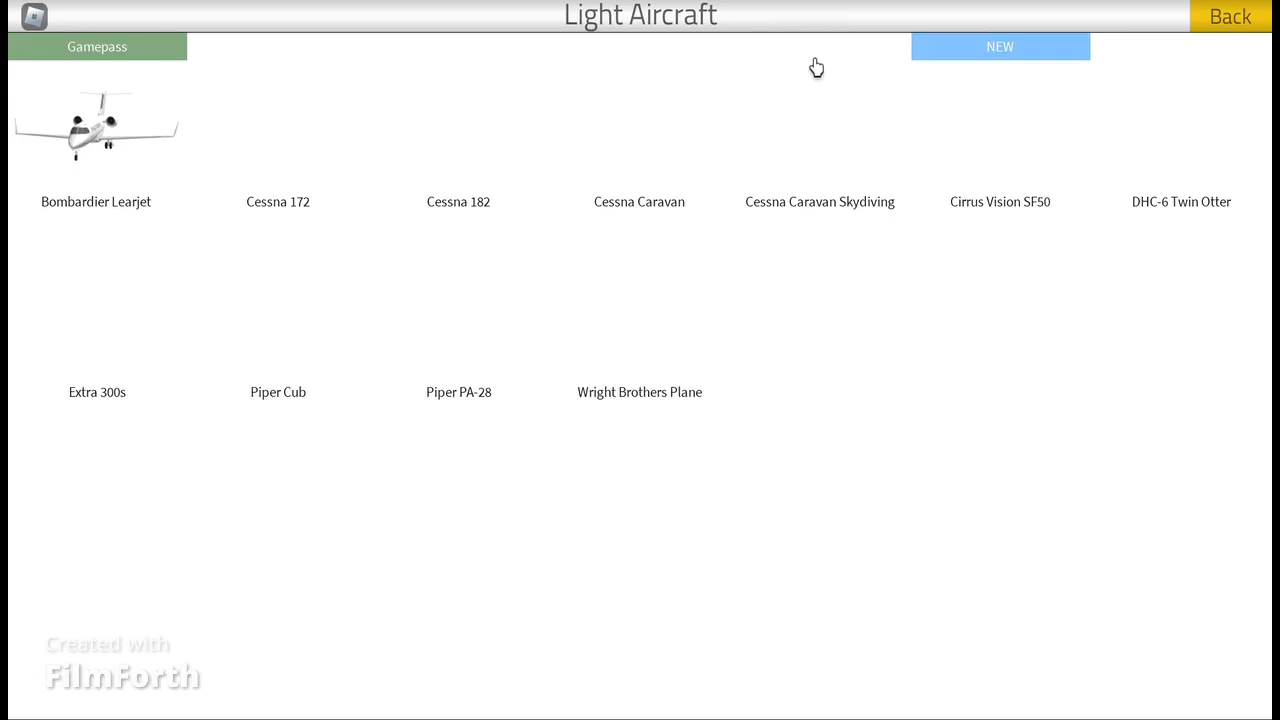 Light Aircraft
Back
Gamepass
NEW
Bombardier Learjet
Cessna 172
Cessna 182
Cessna Caravan
Cessna Caravan Skydiving
Cirrus Vision SF50
DHC-6 Twin Otter
Extra 300s
Piper Cub
Piper PA-28
Wright Brothers Plane
Created with
FilmForth